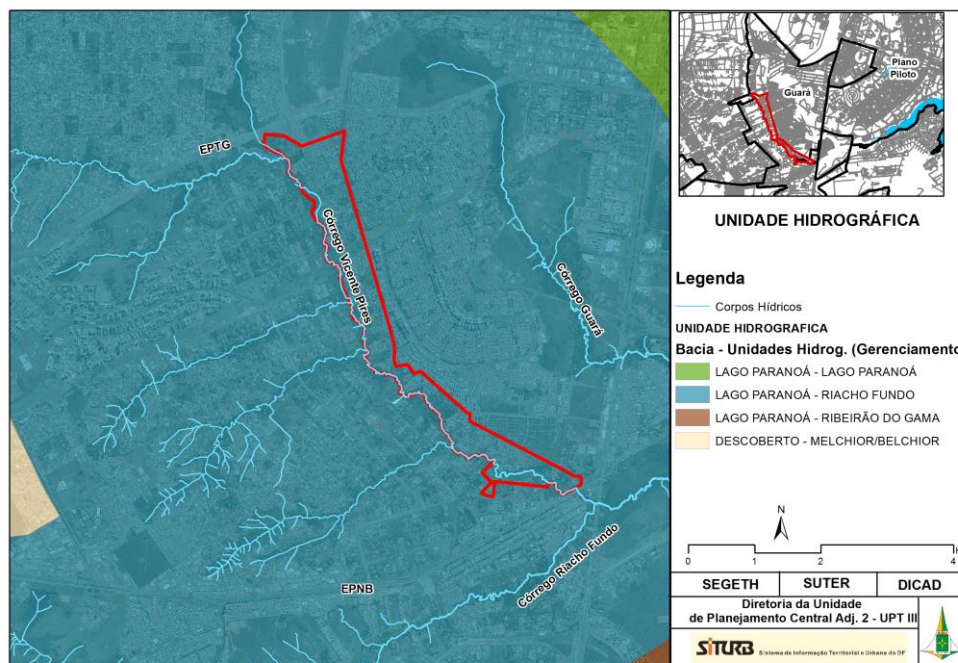 EPTG
Córrego Vicente Pires
Córrego Guará
Córrego Riacho Fundo
EPNB
Plano
Piloto
Guará
UNIDADE HIDROGRÁFICA
Legenda
Corpos Hídricos
UNIDADE HIDROGRAFICA
Bacia - Unidades Hidrog. (Gerenciamento
LAGO PARANOÁ - LAGO PARANOÁ
LAGO PARANOÁ - RIACHO FUNDO
LAGO PARANOÁ - RIBEIRÃO DO GAMA
DESCOBERTO - MELCHIOR/BELCHIOR
N
0 1 2 4
SEGETH SUTER DICAD
Diretoria da Unidade
de Planejamento Central Adj. 2 - UPT III
SITURB Sistema de Informação Territorial e Urbana do DF